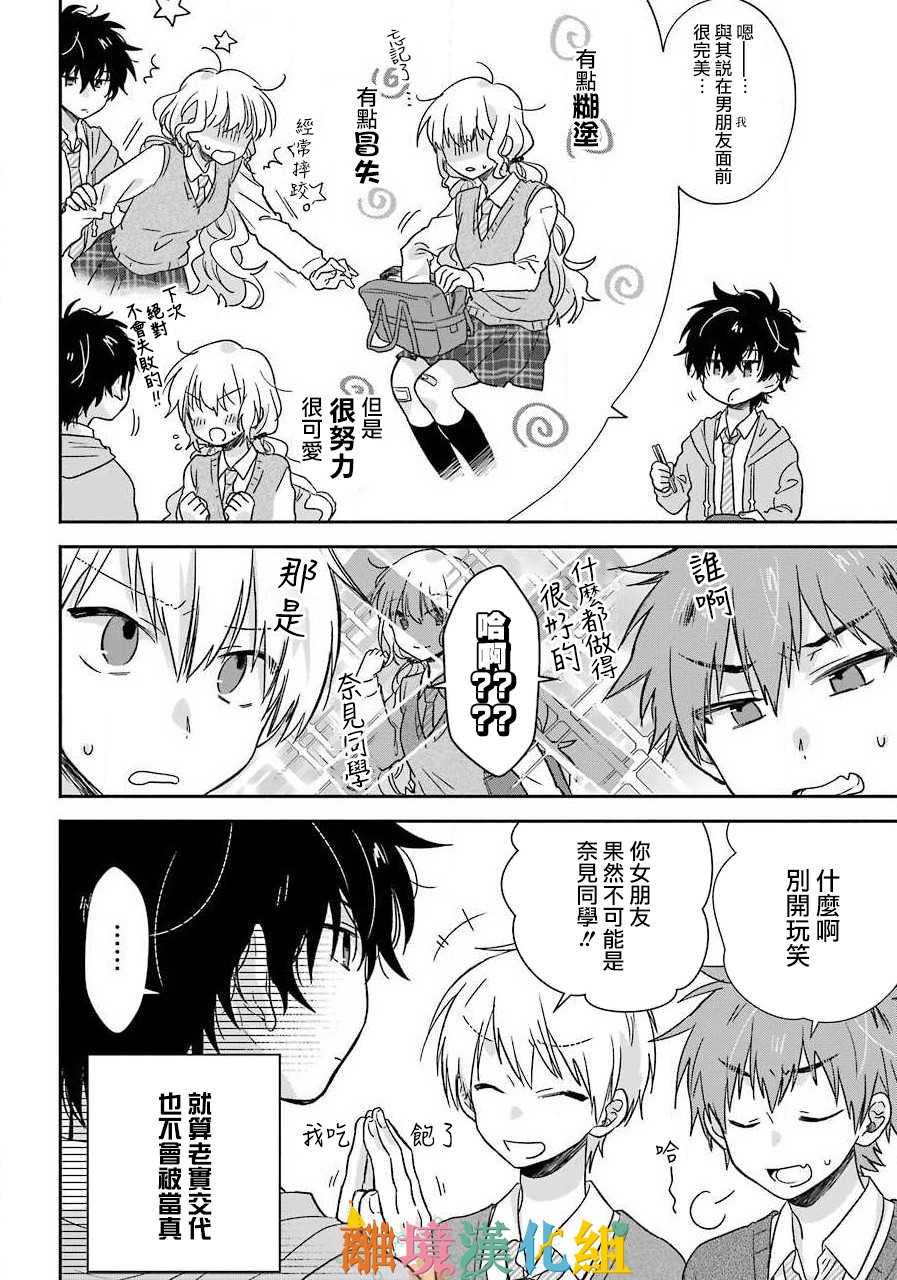 嗯——…
與其説在男朋友面前
我
很完美…
有點糊塗
忘記了…
有點冒失
經常摔跤。
但是
很努力
很可愛
下次
絕對
不會失敗的!!
誰啊
什麼都做得
很好的
哈啊??
??
奈見同學
那是
什麼啊
別開玩笑
你女朋友
果然不可能是
奈見同學!!
哈
……
我吃飽了
就算老實交代
也不會被當真
離境漢化組